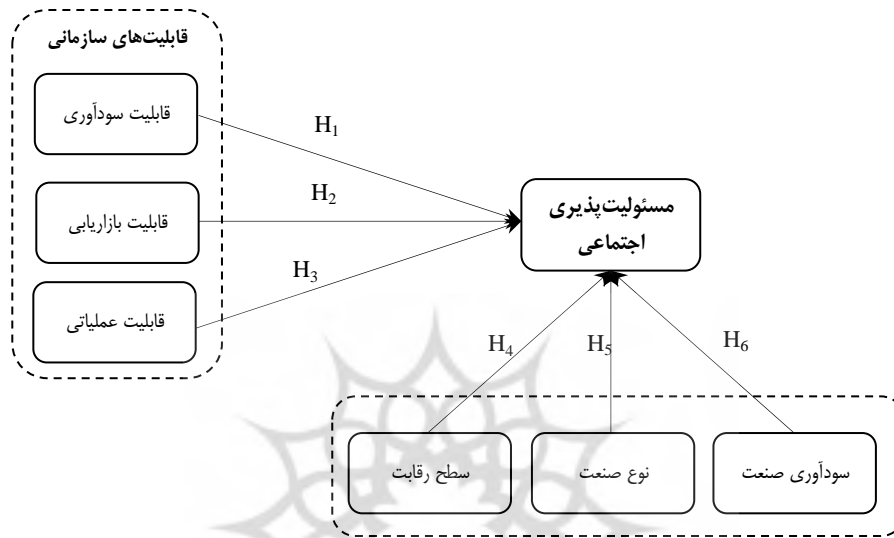 قابلیت‌های سازمانی
قابلیت سودآوری
H1
قابلیت بازاریابی
H2
مسئولیت‌پذیری
اجتماعی
H3
قابلیت عملیاتی
H4
H5
H6
سودآوری صنعت
نوع صنعت
سطح رقابت